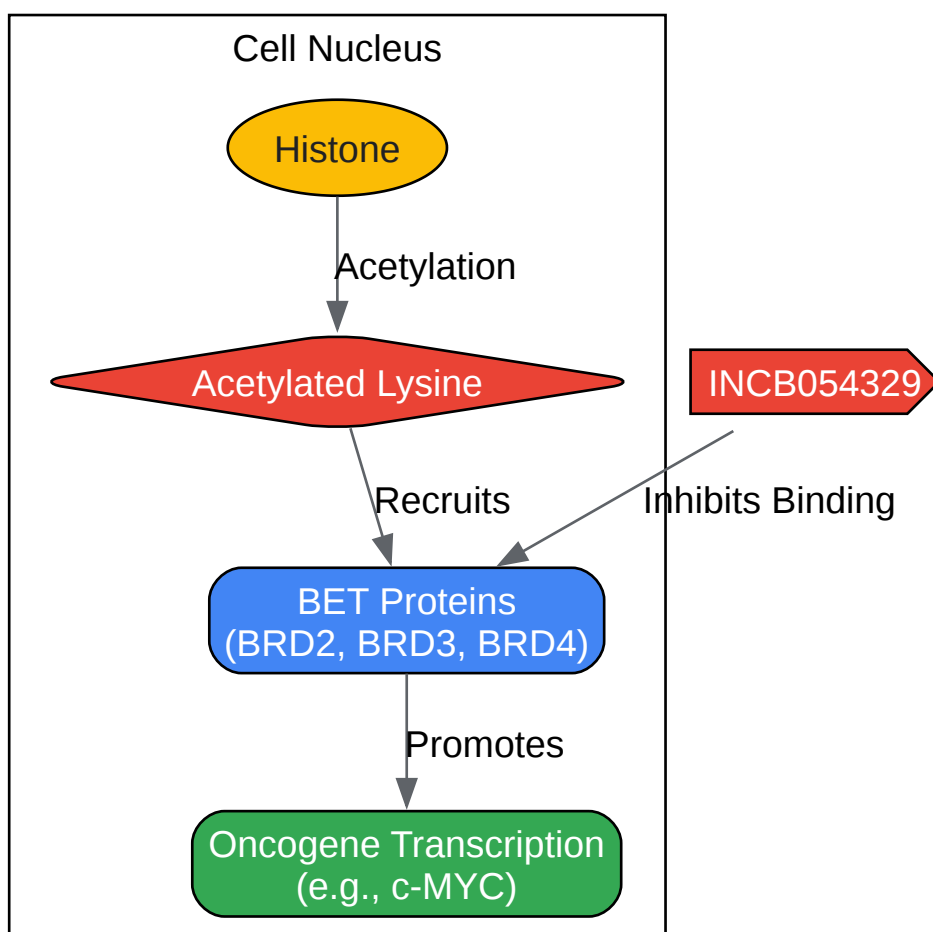 Cell Nucleus
Histone
Acetylation
Acetylated Lysine
INCB054329
Recruits
Inhibits Binding
BET Proteins
(BRD2, BRD3, BRD4)
Promotes
Oncogene Transcription
(e.g., c-MYC)